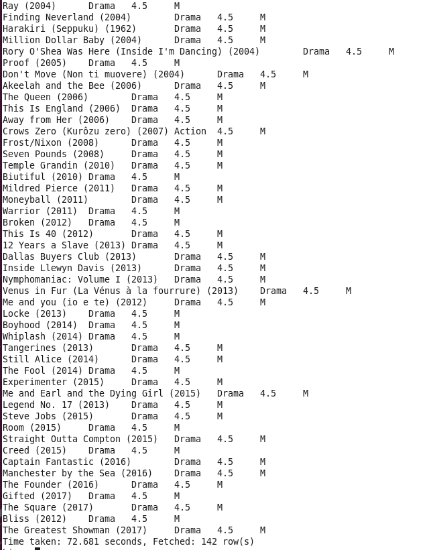 Ray (2004) Drama 4.5 M
Finding Neverland (2004) Drama 4.5 M
Harakiri (Seppuku) (1962) Drama 4.5 M
Million Dollar Baby (2004) Drama 4.5 M
Rory O'Shea Was Here (Inside I'm Dancing) (2004) Drama 4.5 M
Proof (2005) Drama 4.5 M
Don't Move (Non ti muovere) (2004) Drama 4.5 M
Akeelah and the Bee (2006) Drama 4.5 M
The Queen (2006) Drama 4.5 M
This Is England (2006) Drama 4.5 M
Away from Her (2006) Drama 4.5 M
Crows Zero (Kurôzu zero) (2007) Action 4.5 M
Frost/Nixon (2008) Drama 4.5 M
Seven Pounds (2008) Drama 4.5 M
Temple Grandin (2010) Drama 4.5 M
Biutiful (2010) Drama 4.5 M
Mildred Pierce (2011) Drama 4.5 M
Moneyball (2011) Drama 4.5 M
Warrior (2011) Drama 4.5 M
Broken (2012) Drama 4.5 M
This Is 40 (2012) Drama 4.5 M
12 Years a Slave (2013) Drama 4.5 M
Dallas Buyers Club (2013) Drama 4.5 M
Inside Llewyn Davis (2013) Drama 4.5 M
Nymphomaniac: Volume I (2013) Drama 4.5 M
Venus in Fur (La Vénus à la fourrure) (2013) Drama 4.5 M
Me and you (io e te) (2012) Drama 4.5 M
Locke (2013) Drama 4.5 M
Boyhood (2014) Drama 4.5 M
Whiplash (2014) Drama 4.5 M
Tangerines (2013) Drama 4.5 M
Still Alice (2014) Drama 4.5 M
The Fool (2014) Drama 4.5 M
Experimenter (2015) Drama 4.5 M
Me and Earl and the Dying Girl (2015) Drama 4.5 M
Legend No. 17 (2013) Drama 4.5 M
Steve Jobs (2015) Drama 4.5 M
Room (2015) Drama 4.5 M
Straight Outta Compton (2015) Drama 4.5 M
Creed (2015) Drama 4.5 M
Captain Fantastic (2016) Drama 4.5 M
Manchester by the Sea (2016) Drama 4.5 M
The Founder (2016) Drama 4.5 M
Gifted (2017) Drama 4.5 M
The Square (2017) Drama 4.5 M
Bliss (2012) Drama 4.5 M
The Greatest Showman (2017) Drama 4.5 M
Time taken: 72.681 seconds, Fetched: 142 row(s)